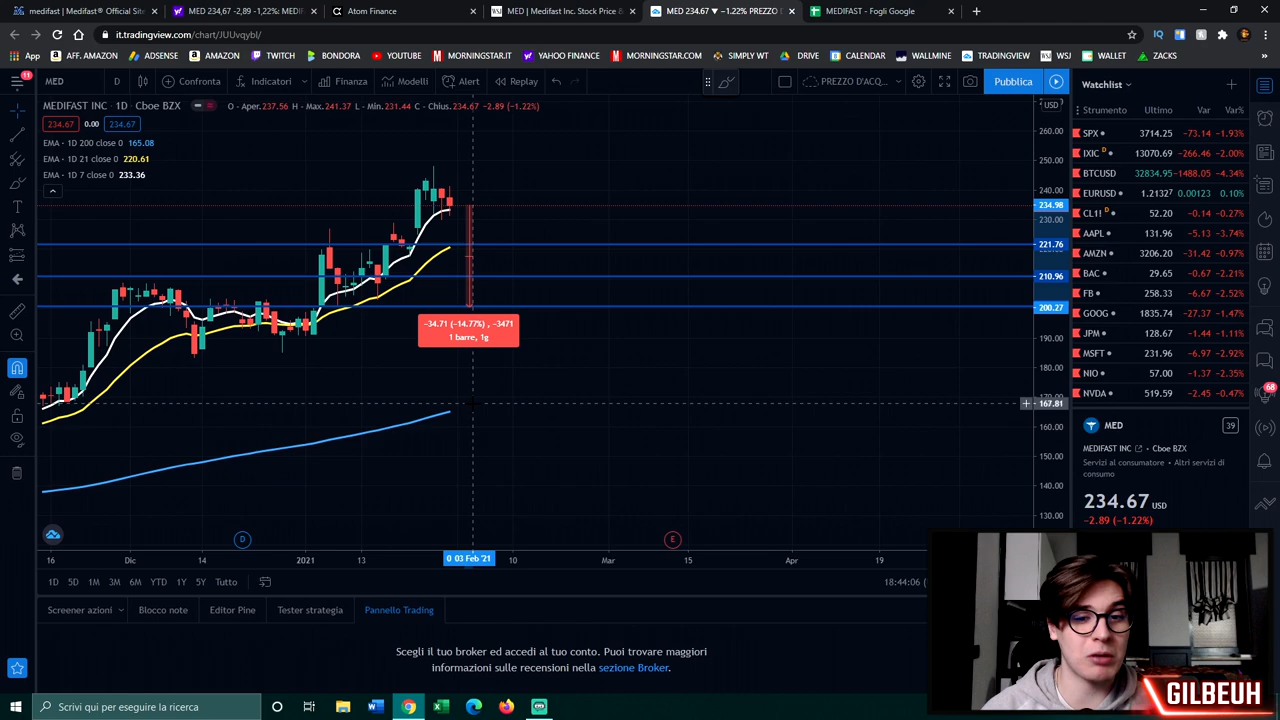 medifast | Medifast® Official Sit
MED 234,67 -2,89 -1,22%: MEDIF
Atom Finance
MED | Medifast Inc. Stock Price &
MED 234.67 ▼ −1.22% PREZZO D
MEDIFAST - Fogli Google
it.tradingview.com/chart/JUUvqybl/
App
AFF. AMAZON
ADSENSE
AMAZON
TWITCH
BONDORA
YOUTUBE
MORNINGSTAR.IT
YAHOO FINANCE
MORNINGSTAR.COM
SIMPLY WT
DRIVE
CALENDAR
WALLMINE
TRADINGVIEW
WSJ
WALLET
ZACKS
11
MED
D
Confronta
Indicatori
Finanza
Modelli
Alert
Replay
PREZZO D'ACQ...
Pubblica
MEDIFAST INC · 1D · Cboe BZX
O - Aper.237.56 H - Max.241.37 L - Min.231.44 C - Chius.234.67 −2.89 (−1.22%)
234.67 0.00 234.67
EMA · 1D 200 close 0 165.08
EMA · 1D 21 close 0 220.61
EMA · 1D 7 close 0 233.36
USD
260.00
250.00
240.00
234.98
230.00
221.76
210.96
200.27
190.00
180.00
170.00
167.81
160.00
150.00
140.00
130.00
−34.71 (−14.77%) , −3471
1 barre, 1g
D
E
16
Dic
14
2021
13
03 Feb '21
10
Mar
15
Apr
19
1D 5D 1M 3M 6M YTD 1Y 5Y Tutto
18:44:06
Screener azioni
Blocco note
Editor Pine
Tester strategia
Pannello Trading
Scegli il tuo broker ed accedi al tuo conto. Puoi trovare maggiori
informazioni sulle recensioni nella sezione Broker.
Watchlist
Strumento Ultimo Var Var%
SPX 3714.25 −73.14 −1.93%
IXIC D 13070.69 −266.46 −2.00%
BTCUSD 32834.95 −1488.05 −4.34%
EURUSD 1.21327 0.00123 0.10%
CL1! D 52.20 −0.14 −0.27%
AAPL 131.96 −5.13 −3.74%
AMZN 3206.20 −31.42 −0.97%
BAC 29.65 −0.67 −2.21%
FB 258.33 −6.67 −2.52%
GOOG 1835.74 −27.37 −1.47%
JPM 128.67 −1.44 −1.11%
MSFT 231.96 −6.97 −2.92%
NIO 57.00 −1.37 −2.35%
NVDA 519.59 −2.45 −0.47%
68
MED
39
MEDIFAST INC
Cboe BZX
Servizi al consumatore • Altri servizi di
consumo
234.67 USD
−2.89 (−1.22%)
GILBEUH
Scrivi qui per eseguire la ricerca